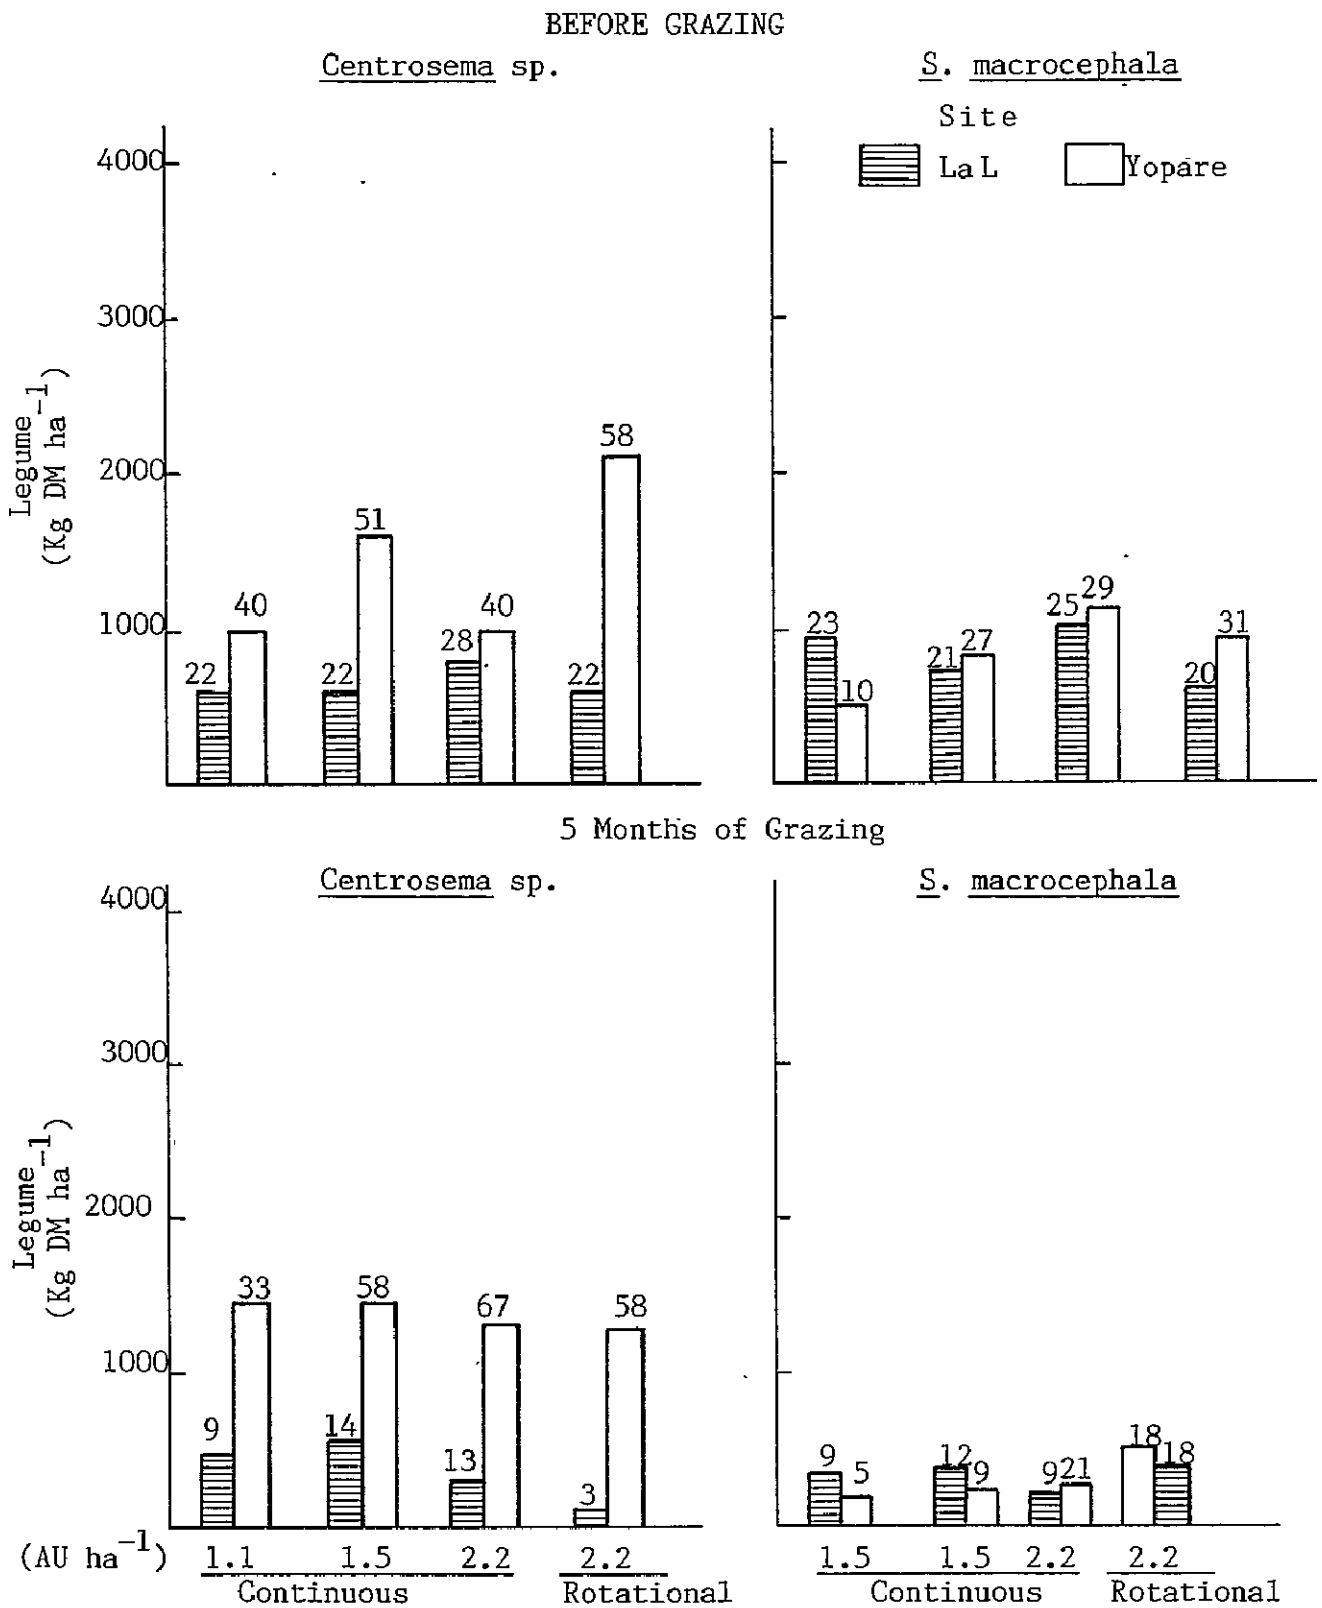 BEFORE GRAZING
Centrosema sp.
S. macrocephala
Site
LaL
Yopare
4000
3000
2000
1000
Legume
(Kg DM ha⁻¹)
22 40 22 51 28 40 22 58
23 10 21 27 25 29 20 31
5 Months of Grazing
Centrosema sp.
S. macrocephala
4000
3000
2000
1000
Legume
(Kg DM ha⁻¹)
9 33 14 58 13 67 3 58
9 5 12 9 9 21 18 18
(AU ha⁻¹) 1.1 1.5 2.2 2.2 1.5 1.5 2.2 2.2
Continuous Rotational Continuous Rotational